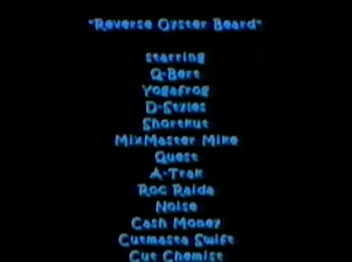 "Reverse Oyster Beard"
starring
Q-Bert
Yogafrog
D-Styles
Shortkut
MixMaster Mike
Quest
A-Trak
Roc Raida
Noise
Cash Money
Cutmasta Swift
Cut Chemist